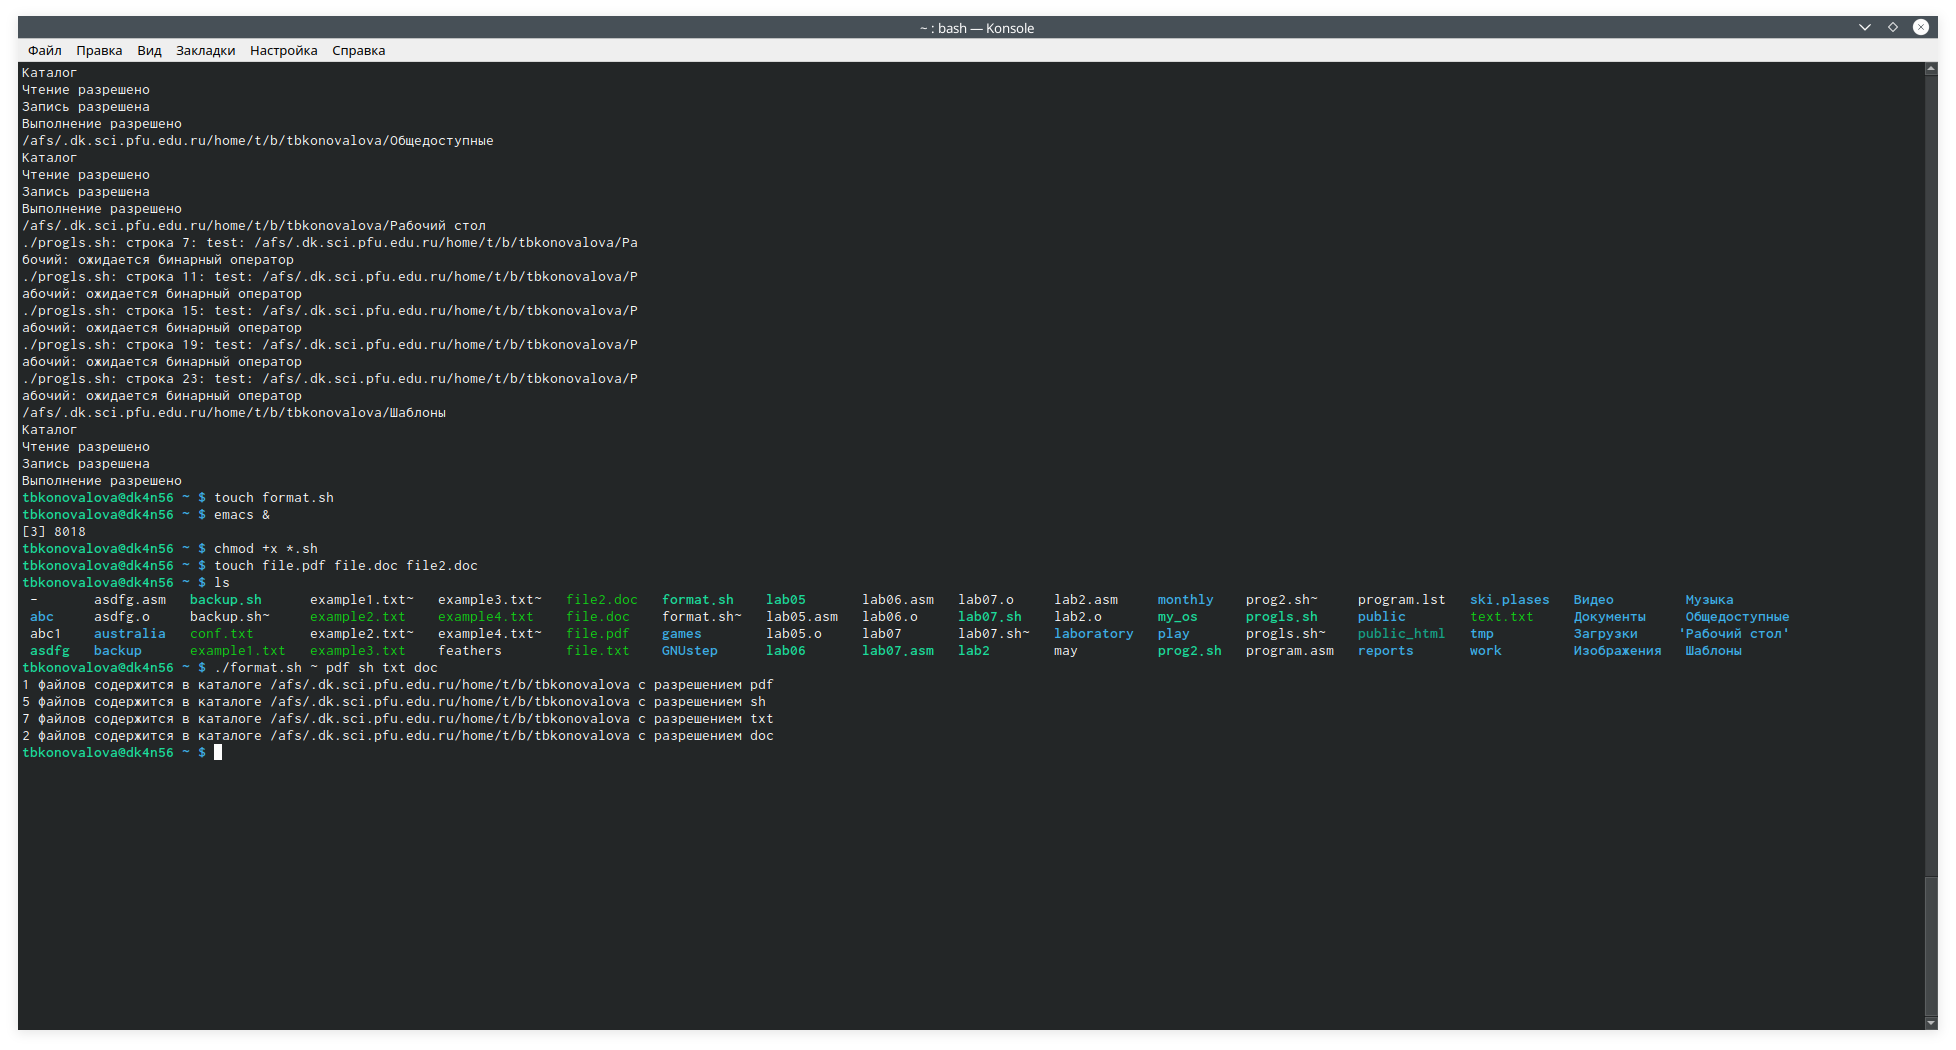 ~ : bash — Konsole
Файл Правка Вид Закладки Настройка Справка
Каталог
Чтение разрешено
Запись разрешена
Выполнение разрешено
/afs/.dk.sci.pfu.edu.ru/home/t/b/tbkonovalova/Общедоступные
Каталог
Чтение разрешено
Запись разрешена
Выполнение разрешено
/afs/.dk.sci.pfu.edu.ru/home/t/b/tbkonovalova/Рабочий стол
./progls.sh: строка 7: test: /afs/.dk.sci.pfu.edu.ru/home/t/b/tbkonovalova/Ра
бочий: ожидается бинарный оператор
./progls.sh: строка 11: test: /afs/.dk.sci.pfu.edu.ru/home/t/b/tbkonovalova/Р
абочий: ожидается бинарный оператор
./progls.sh: строка 15: test: /afs/.dk.sci.pfu.edu.ru/home/t/b/tbkonovalova/Р
абочий: ожидается бинарный оператор
./progls.sh: строка 19: test: /afs/.dk.sci.pfu.edu.ru/home/t/b/tbkonovalova/Р
абочий: ожидается бинарный оператор
./progls.sh: строка 23: test: /afs/.dk.sci.pfu.edu.ru/home/t/b/tbkonovalova/Р
абочий: ожидается бинарный оператор
/afs/.dk.sci.pfu.edu.ru/home/t/b/tbkonovalova/Шаблоны
Каталог
Чтение разрешено
Запись разрешена
Выполнение разрешено
tbkonovalova@dk4n56 ~ $ touch format.sh
tbkonovalova@dk4n56 ~ $ emacs &
[3] 8018
tbkonovalova@dk4n56 ~ $ chmod +x *.sh
tbkonovalova@dk4n56 ~ $ touch file.pdf file.doc file2.doc
tbkonovalova@dk4n56 ~ $ ls
- asdfg.asm backup.sh example1.txt~ example3.txt~ file2.doc format.sh lab05 lab06.asm lab07.o lab2.asm monthly prog2.sh~ program.lst ski.plases Видео Музыка
abc asdfg.o backup.sh~ example2.txt example4.txt file.doc format.sh~ lab05.asm lab06.o lab07.sh lab2.o my_os progls.sh public text.txt Документы Общедоступные
abc1 australia conf.txt example2.txt~ example4.txt~ file.pdf games lab05.o lab07 lab07.sh~ laboratory play progls.sh~ public_html tmp Загрузки 'Рабочий стол'
asdfg backup example1.txt example3.txt feathers file.txt GNUstep lab06 lab07.asm lab2 may prog2.sh program.asm reports work Изображения Шаблоны
tbkonovalova@dk4n56 ~ $ ./format.sh ~ pdf sh txt doc
1 файлов содержится в каталоге /afs/.dk.sci.pfu.edu.ru/home/t/b/tbkonovalova с разрешением pdf
5 файлов содержится в каталоге /afs/.dk.sci.pfu.edu.ru/home/t/b/tbkonovalova с разрешением sh
7 файлов содержится в каталоге /afs/.dk.sci.pfu.edu.ru/home/t/b/tbkonovalova с разрешением txt
2 файлов содержится в каталоге /afs/.dk.sci.pfu.edu.ru/home/t/b/tbkonovalova с разрешением doc
tbkonovalova@dk4n56 ~ $